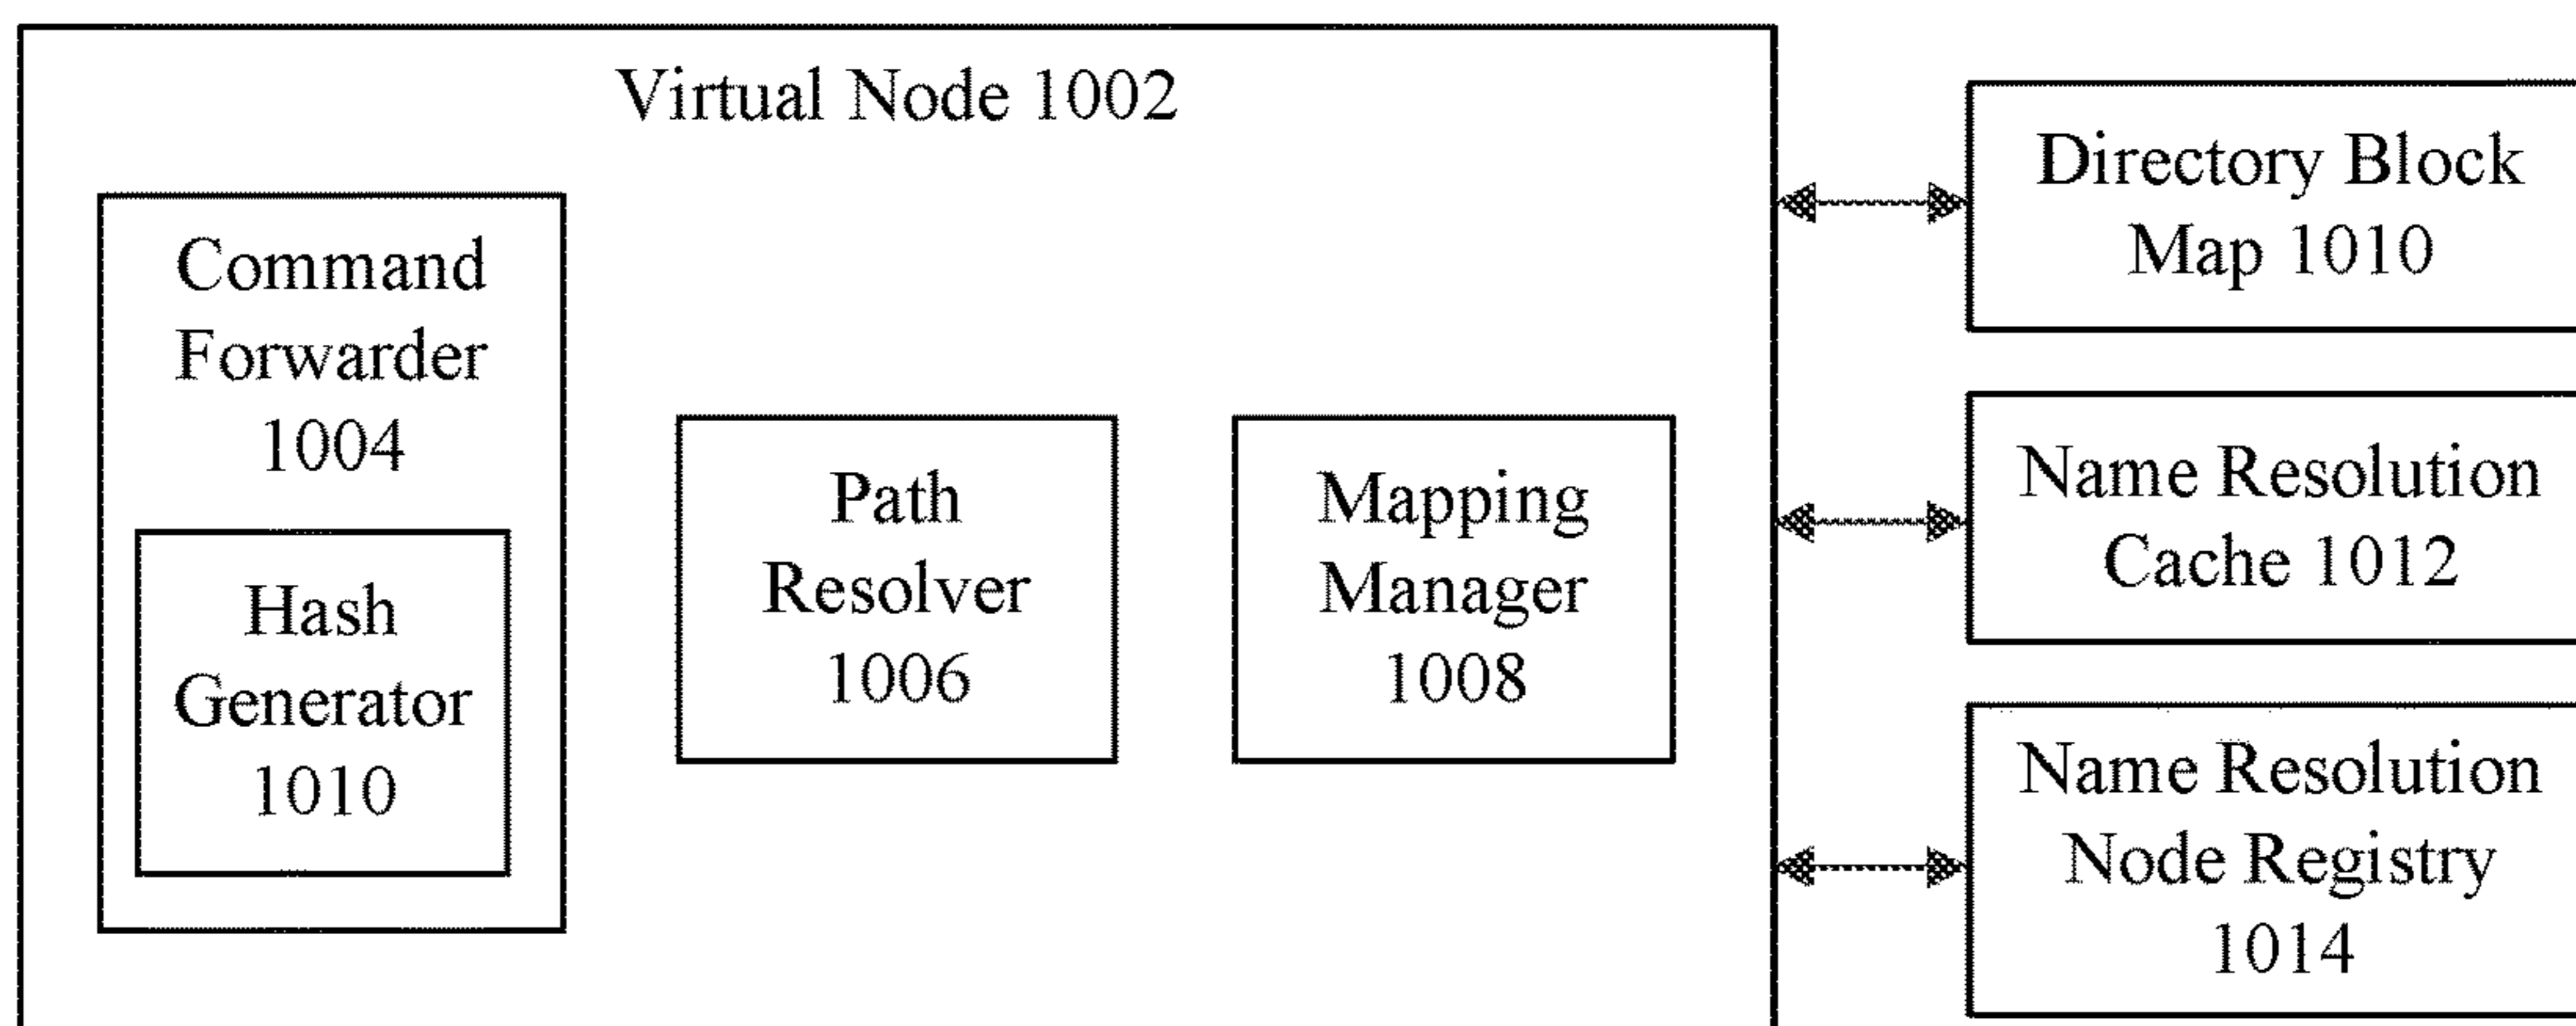 Virtual Node 1002
Command
Forwarder
1004
Hash
Generator
1010
Path
Resolver
1006
Mapping
Manager
1008
Directory Block
Map 1010
Name Resolution
Cache 1012
Name Resolution
Node Registry
1014